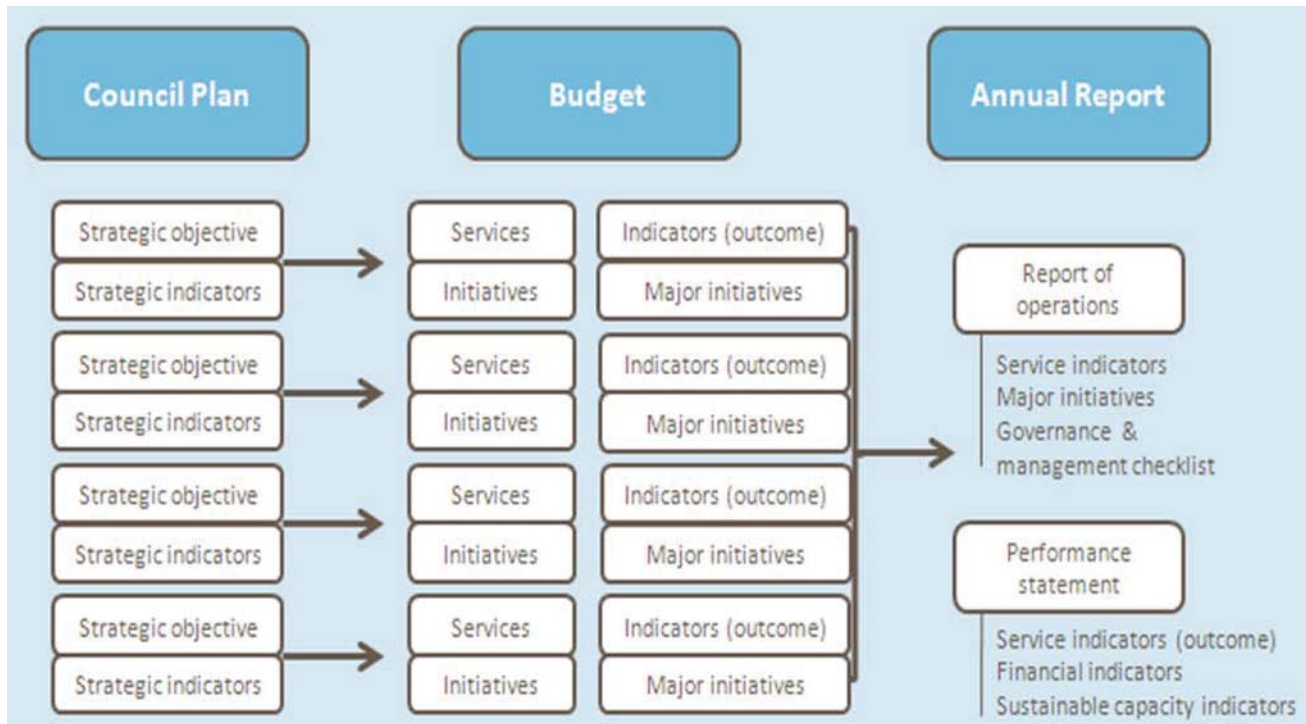 Council Plan
Budget
Annual Report
Strategic objective
Strategic indicators
Services
Initiatives
Indicators (outcome)
Major initiatives
Strategic objective
Strategic indicators
Services
Initiatives
Indicators (outcome)
Major initiatives
Strategic objective
Strategic indicators
Services
Initiatives
Indicators (outcome)
Major initiatives
Strategic objective
Strategic indicators
Services
Initiatives
Indicators (outcome)
Major initiatives
Report of
operations
Service indicators
Major initiatives
Governance &
management checklist
Performance
statement
Service indicators (outcome)
Financial indicators
Sustainable capacity indicators